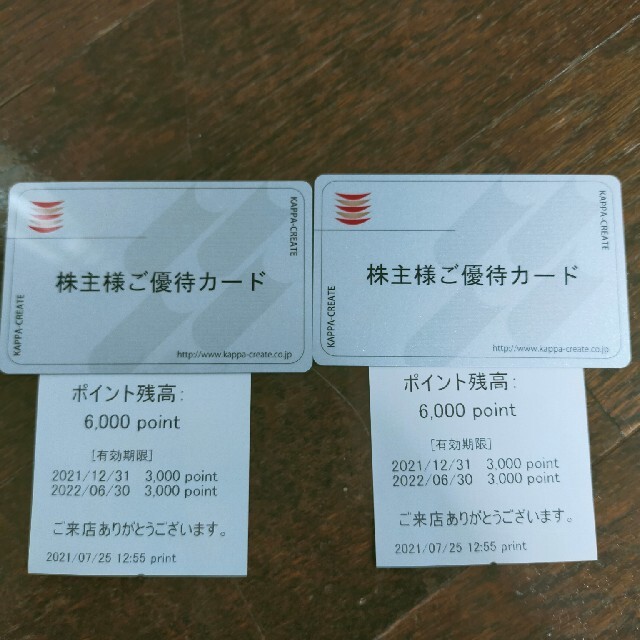 KAPPA-CREATE
株主様ご優待カード
KAPPA-CREATE
http://www.kappa-create.co.jp
ポイント残高:
6,000 point
[有効期限]
2021/12/31 3,000 point
2022/06/30 3,000 point
ご来店ありがとうございます。
2021/07/25 12:55 print
KAPPA-CREATE
株主様ご優待カード
KAPPA-CREATE
http://www.kappa-create.co.jp
ポイント残高:
6,000 point
[有効期限]
2021/12/31 3,000 point
2022/06/30 3,000 point
ご来店ありがとうございます。
2021/07/25 12:55 print